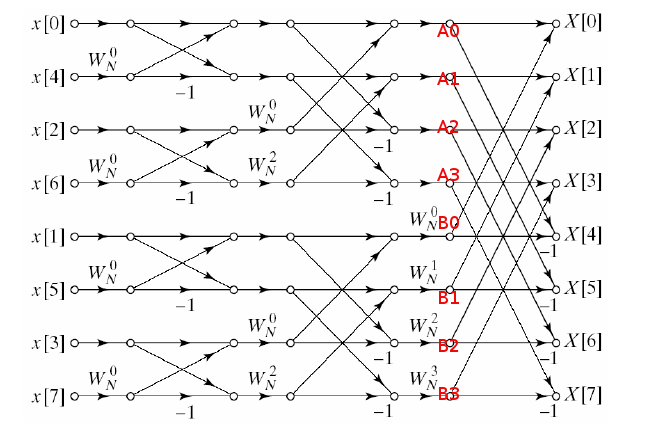 x[0] A0 X[0]
W_N^0
x[4] -1 A1 X[1]
W_N^0
x[2] -1 A2 X[2]
W_N^0 W_N^2
x[6] -1 -1 A3 X[3]
W_N^0 B0
x[1] X[4]
-1
W_N^0 W_N^1
x[5] -1 B1 X[5]
-1
W_N^0 W_N^2
x[3] -1 B2 X[6]
-1
W_N^0 W_N^2 W_N^3
x[7] B3 X[7]
-1 -1 -1